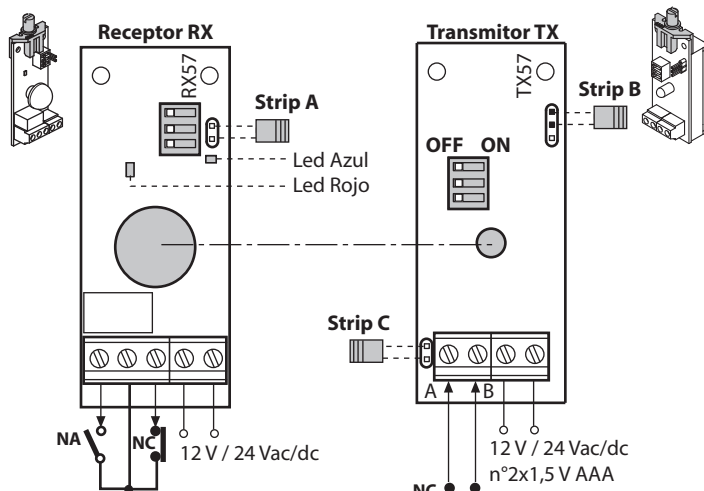 Receptor RX
Transmitor TX
RX57
TX57
Strip A
Strip B
Led Azul
Led Rojo
OFF ON
Strip C
A
B
NA
NC
12 V / 24 Vac/dc
12 V / 24 Vac/dc
n°2x1,5 V AAA
NC